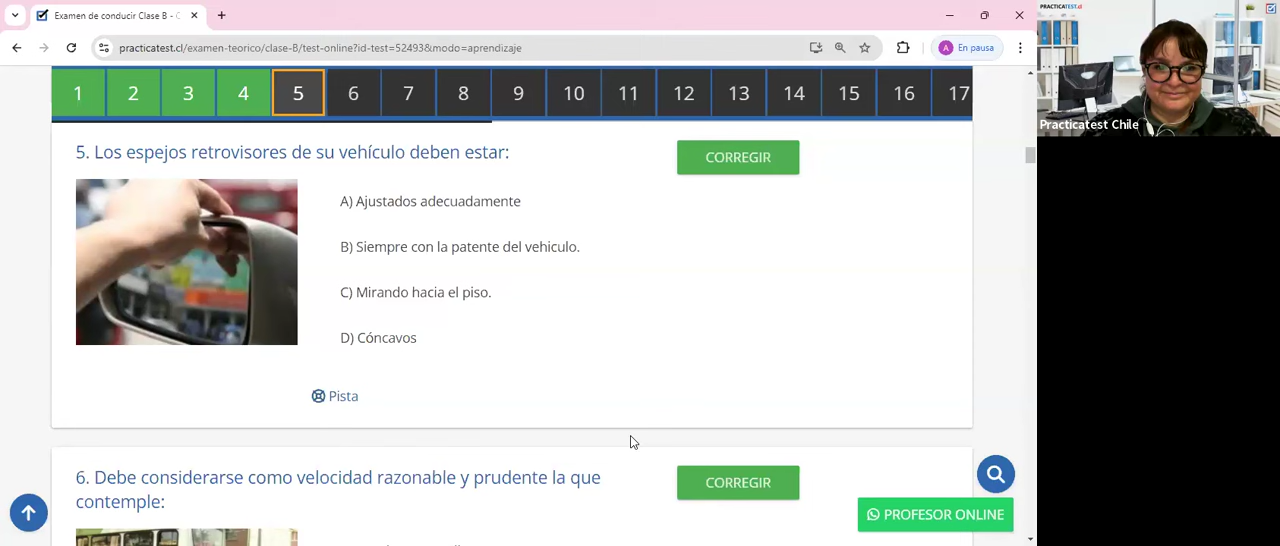 Examen de conducir Clase B - C
practicatest.cl/examen-teorico/clase-B/test-online?id-test=52493&modo=aprendizaje
A En pausa
PRACTICATEST.cl
Practicatest Chile
1 2 3 4 5 6 7 8 9 10 11 12 13 14 15 16 17
5. Los espejos retrovisores de su vehículo deben estar:
CORREGIR
A) Ajustados adecuadamente
B) Siempre con la patente del vehiculo.
C) Mirando hacia el piso.
D) Cóncavos
Pista
6. Debe considerarse como velocidad razonable y prudente la que
contemple:
CORREGIR
PROFESOR ONLINE